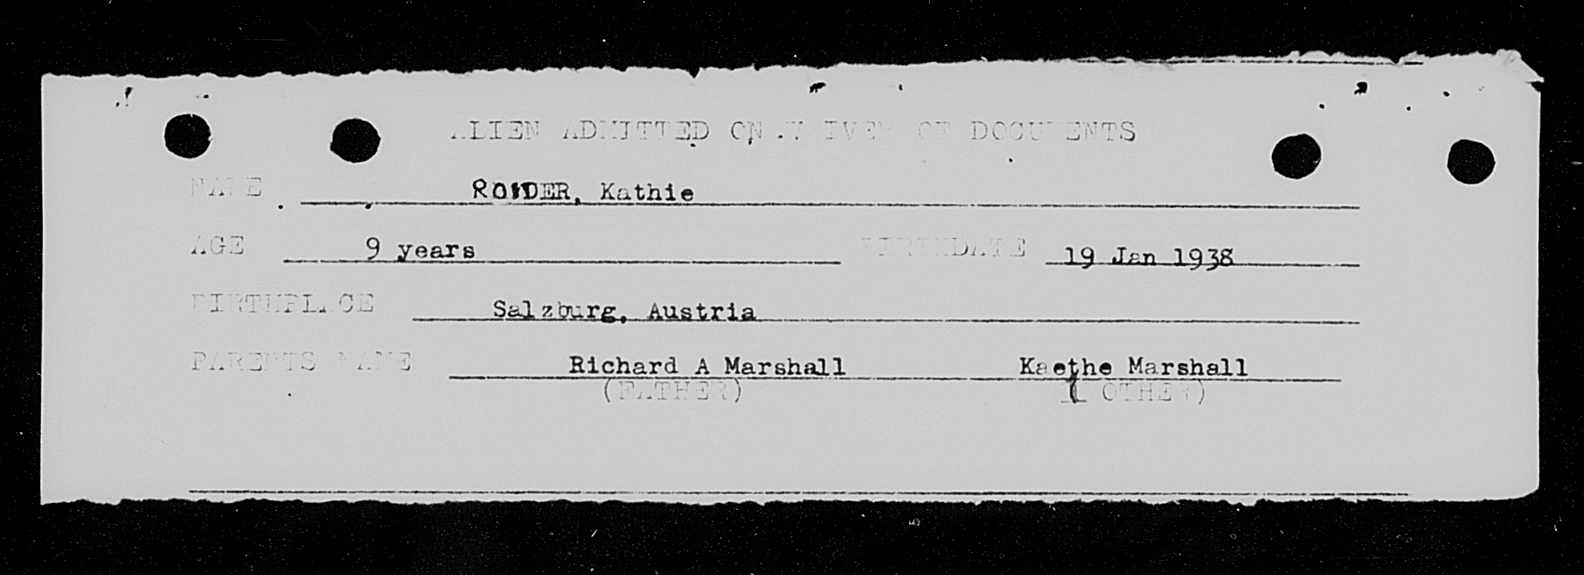 ALIEN ADMITTED ON WAIVER OF DOCUMENTS
NAME ROIDER, Kathie
AGE 9 years BIRTHDATE 19 Jan 1938
BIRTHPLACE Salzburg, Austria
PARENTS NAME Richard A Marshall Kaethe Marshall
(FATHER) (MOTHER)